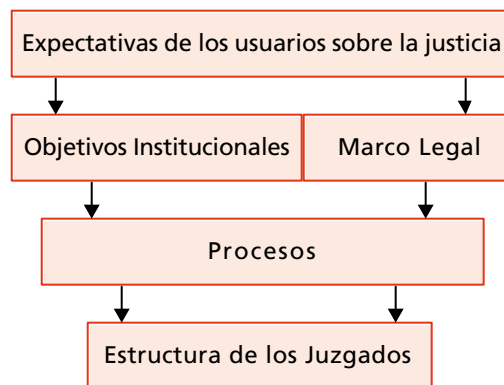 Expectativas de los usuarios sobre la justicia
Objetivos Institucionales
Marco Legal
Procesos
Estructura de los Juzgados